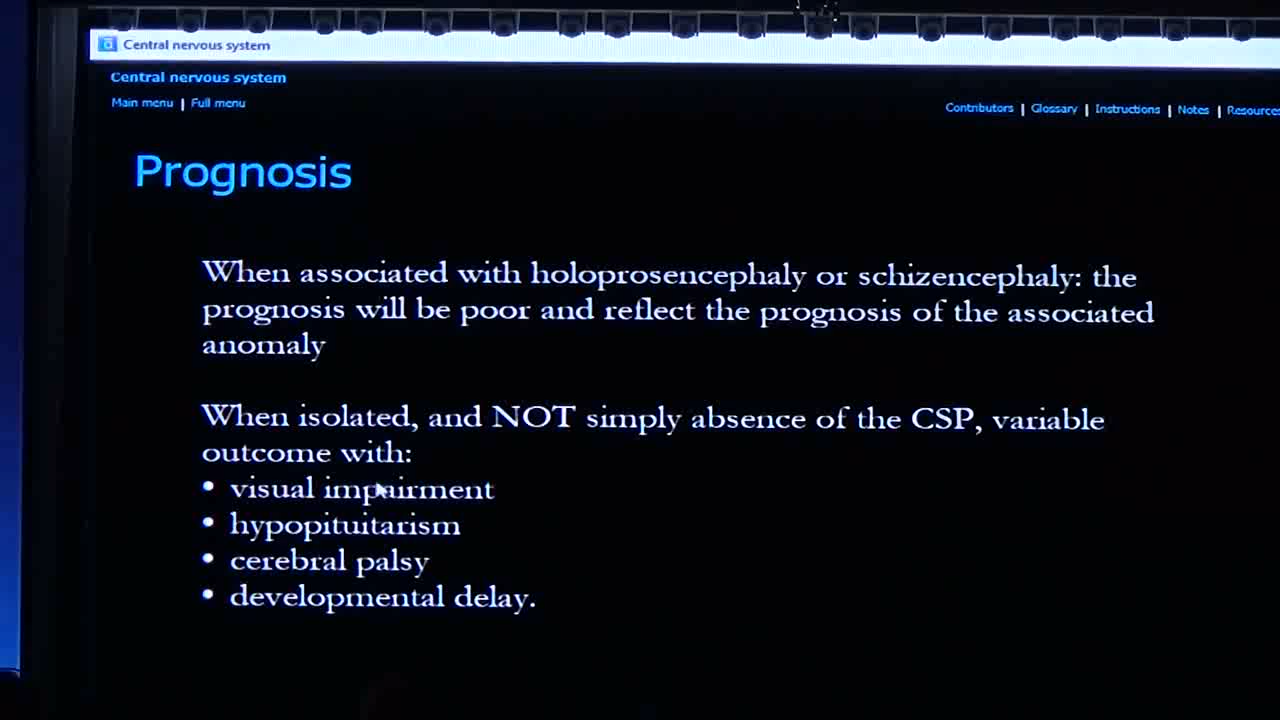 Central nervous system
Central nervous system
Main menu | Full menu
Contributors | Glossary | Instructions | Notes | Resources
Prognosis
When associated with holoprosencephaly or schizencephaly: the
prognosis will be poor and reflect the prognosis of the associated
anomaly
When isolated, and NOT simply absence of the CSP, variable
outcome with:
• visual impairment
• hypopituitarism
• cerebral palsy
• developmental delay.